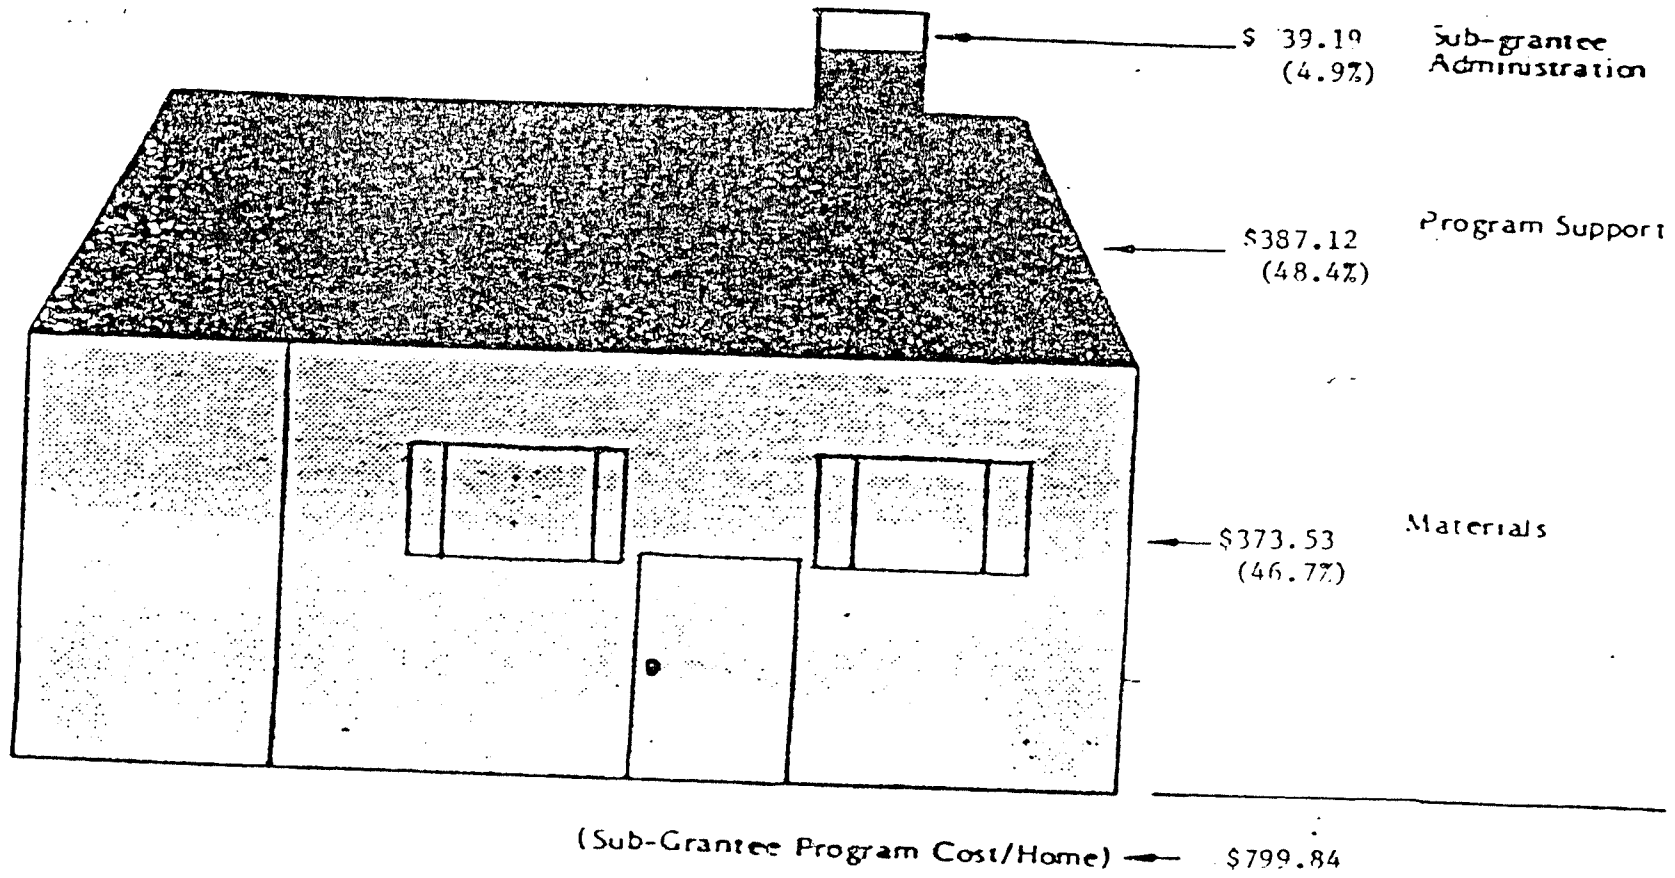 $ 39.19 Sub-grantee
(4.9%) Administration
$387.12 Program Support
(48.4%)
$373.53 Materials
(46.7%)
(Sub-Grantee Program Cost/Home) $799.84